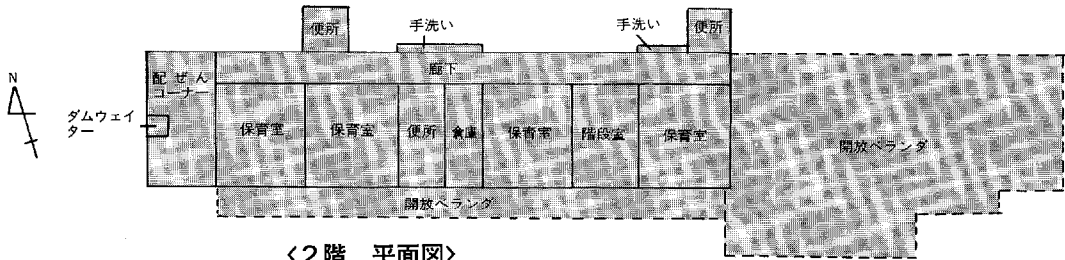 便所
手洗い
手洗い
便所
N
配ぜん
コーナー
廊下
ダムウェイ
ター
保育室
保育室
便所
倉庫
保育室
階段室
保育室
開放ベランダ
開放ベランダ
〈2階 平面図〉